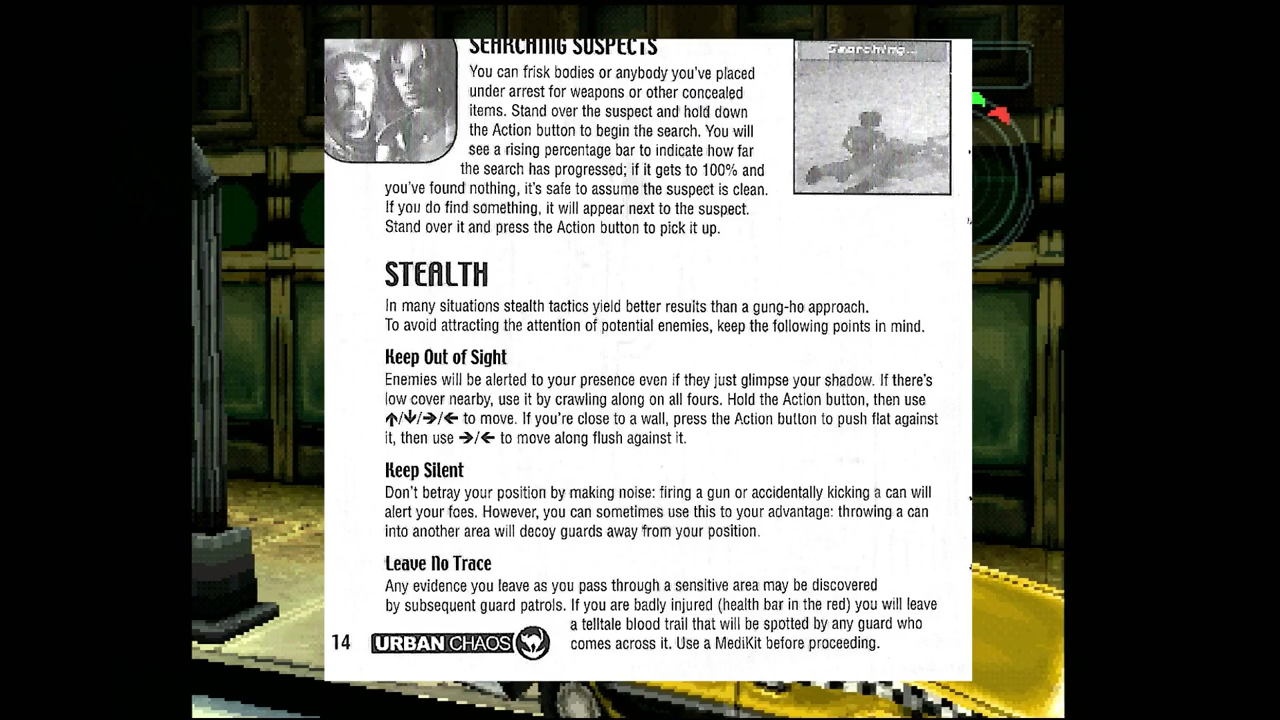 SEARCHING SUSPECTS
Searching...
You can frisk bodies or anybody you've placed
under arrest for weapons or other concealed
items. Stand over the suspect and hold down
the Action button to begin the search. You will
see a rising percentage bar to indicate how far
the search has progressed; if it gets to 100% and
you've found nothing, it's safe to assume the suspect is clean.
If you do find something, it will appear next to the suspect.
Stand over it and press the Action button to pick it up.
STEALTH
In many situations stealth tactics yield better results than a gung-ho approach.
To avoid attracting the attention of potential enemies, keep the following points in mind.
Keep Out of Sight
Enemies will be alerted to your presence even if they just glimpse your shadow. If there's
low cover nearby, use it by crawling along on all fours. Hold the Action button, then use
↑/↓/→/← to move. If you're close to a wall, press the Action button to push flat against
it, then use →/← to move along flush against it.
Keep Silent
Don't betray your position by making noise: firing a gun or accidentally kicking a can will
alert your foes. However, you can sometimes use this to your advantage: throwing a can
into another area will decoy guards away from your position.
Leave No Trace
Any evidence you leave as you pass through a sensitive area may be discovered
by subsequent guard patrols. If you are badly injured (health bar in the red) you will leave
a telltale blood trail that will be spotted by any guard who
comes across it. Use a MediKit before proceeding.
14 URBAN CHAOS